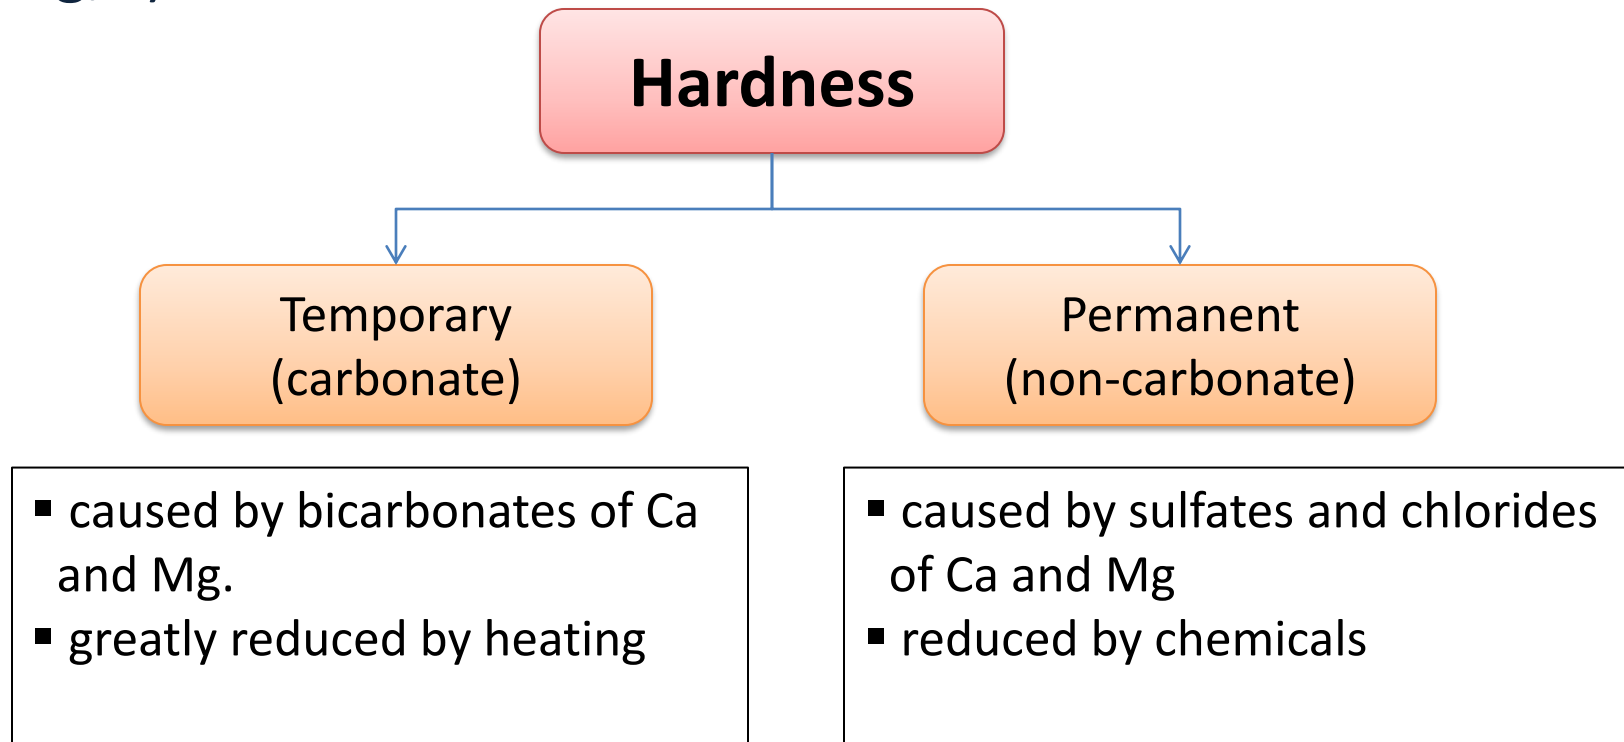 Hardness
Temporary
(carbonate)
Permanent
(non-carbonate)
▪ caused by bicarbonates of Ca
and Mg.
▪ greatly reduced by heating
▪ caused by sulfates and chlorides
of Ca and Mg
▪ reduced by chemicals